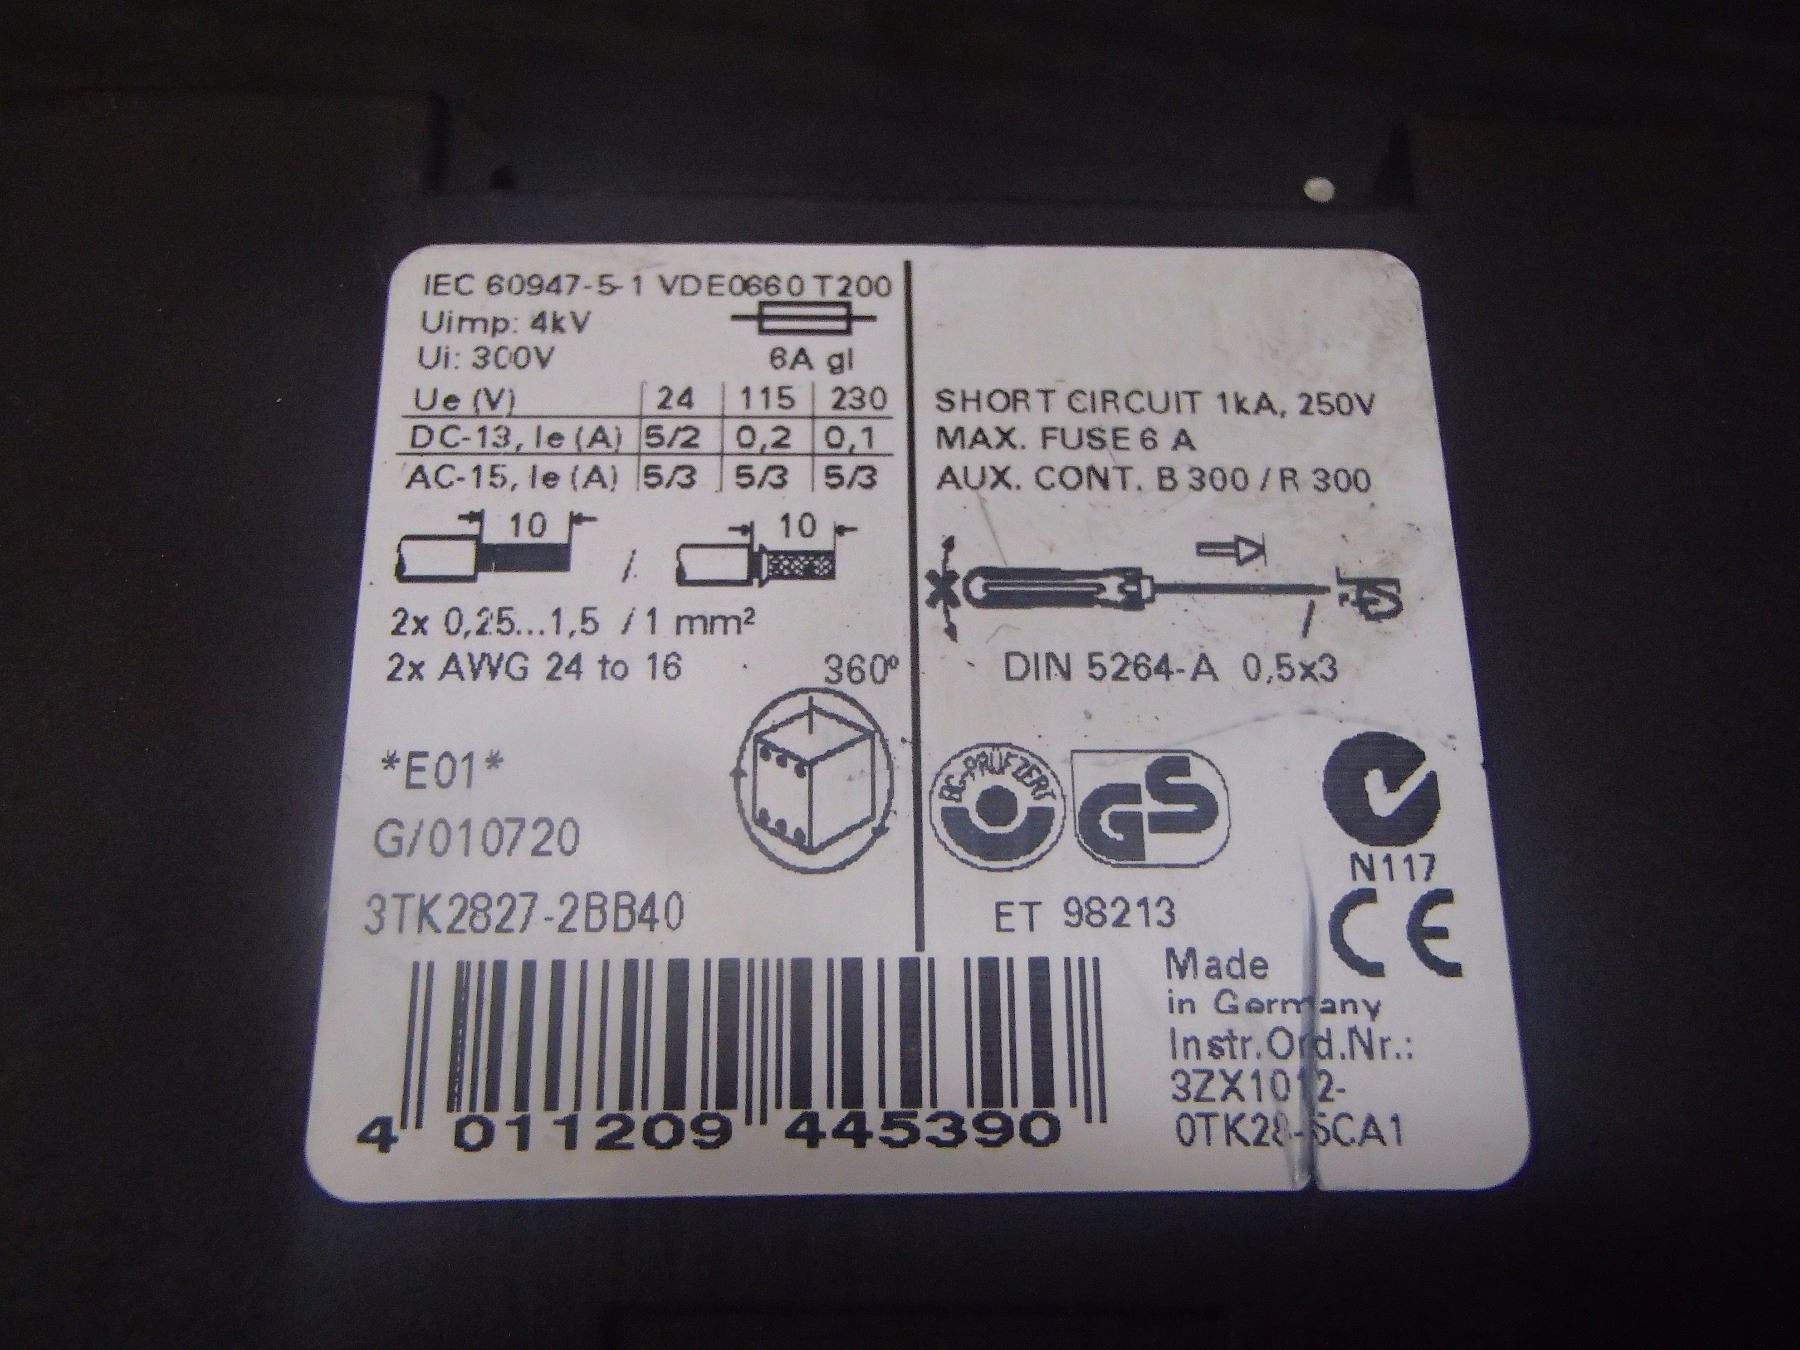 IEC 60947-5-1 VDE0660 T200
Uimp: 4kV
Ui: 300V 6A gl
Ue (V) 24 115 230
DC-13, Ie (A) 5/2 0,2 0,1
AC-15, Ie (A) 5/3 5/3 5/3
10 / 10
2x 0,25...1,5 / 1 mm²
2x AWG 24 to 16 360°
*E01*
G/010720
3TK2827-2BB40
SHORT CIRCUIT 1kA, 250V
MAX. FUSE 6 A
AUX. CONT. B 300 / R 300
DIN 5264-A 0,5x3
BG-PRÜFZERT
GS
N117
ET 98213
CE
Made
in Germany
Instr.Ord.Nr.:
3ZX1012-
0TK28-5CA1
4 011209 445390